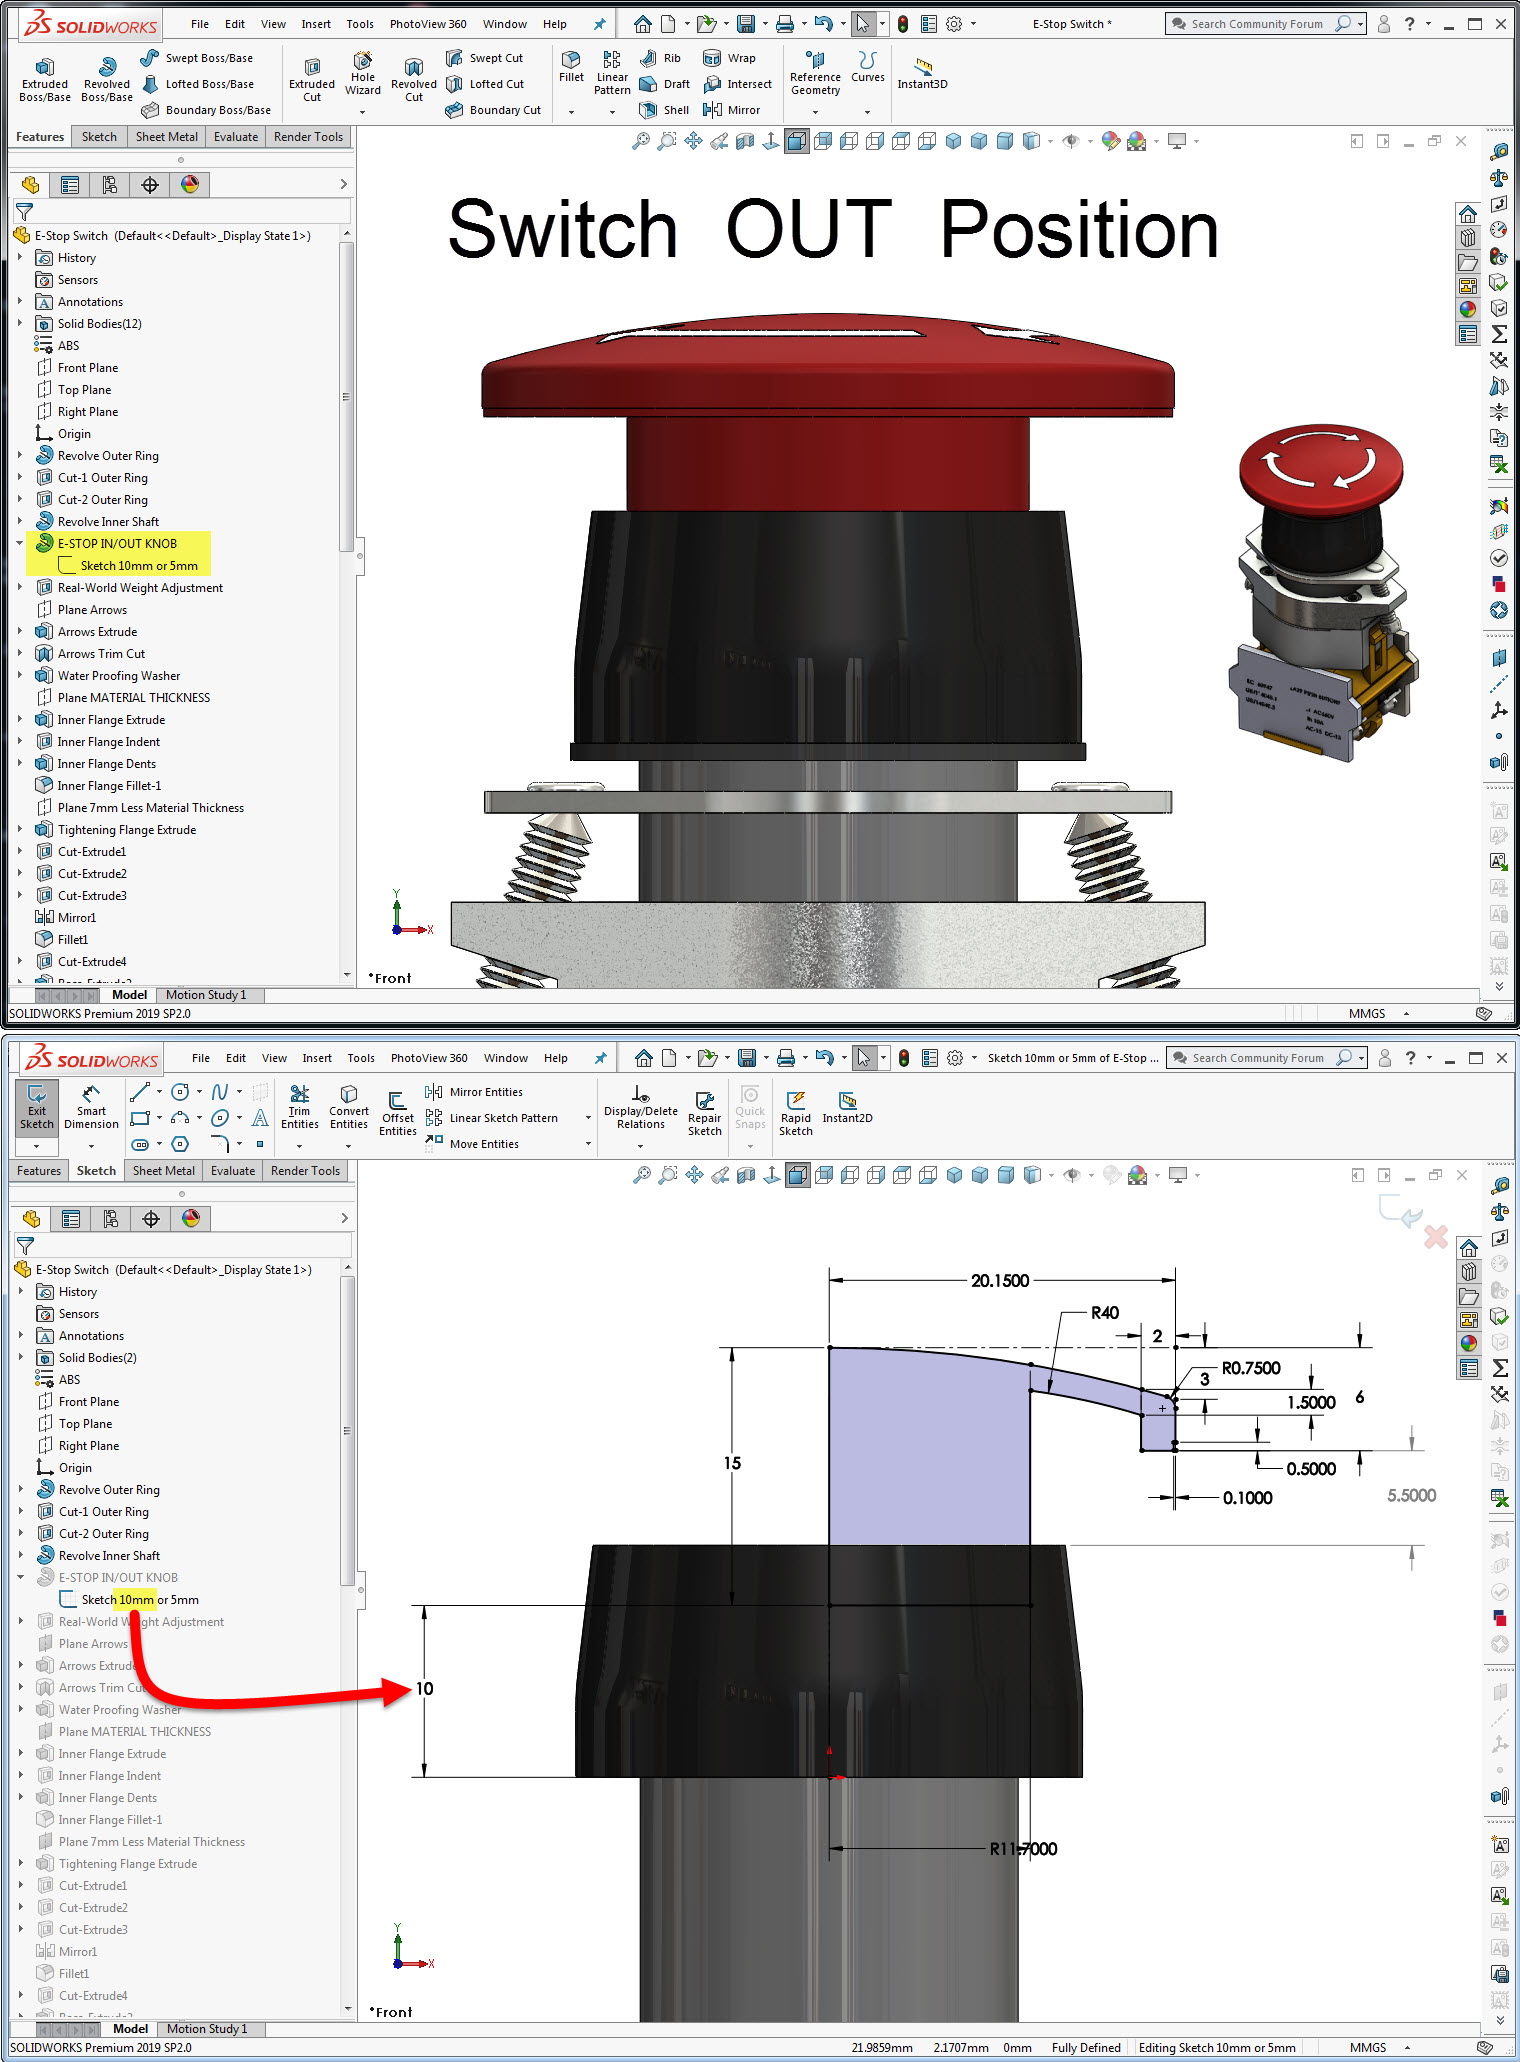 SOLIDWORKS File Edit View Insert Tools PhotoView 360 Window Help E-Stop Switch * Search Community Forum ?
Extruded Boss/Base
Revolved Boss/Base
Swept Boss/Base
Lofted Boss/Base
Boundary Boss/Base
Extruded Cut
Hole Wizard
Revolved Cut
Swept Cut
Lofted Cut
Boundary Cut
Fillet
Linear Pattern
Rib
Draft
Shell
Wrap
Intersect
Mirror
Reference Geometry
Curves
Instant3D
Features Sketch Sheet Metal Evaluate Render Tools
Switch OUT Position
E-Stop Switch (Default<<Default>_Display State 1>)
History
Sensors
Annotations
Solid Bodies(12)
ABS
Front Plane
Top Plane
Right Plane
Origin
Revolve Outer Ring
Cut-1 Outer Ring
Cut-2 Outer Ring
Revolve Inner Shaft
E-STOP IN/OUT KNOB
Sketch 10mm or 5mm
Real-World Weight Adjustment
Plane Arrows
Arrows Extrude
Arrows Trim Cut
Water Proofing Washer
Plane MATERIAL THICKNESS
Inner Flange Extrude
Inner Flange Indent
Inner Flange Dents
Inner Flange Fillet-1
Plane 7mm Less Material Thickness
Tightening Flange Extrude
Cut-Extrude1
Cut-Extrude2
Cut-Extrude3
Mirror1
Fillet1
Cut-Extrude4
Y
X
*Front
Model Motion Study 1
SOLIDWORKS Premium 2019 SP2.0 MMGS
SOLIDWORKS File Edit View Insert Tools PhotoView 360 Window Help Sketch 10mm or 5mm of E-Stop ... Search Community Forum ?
Exit Sketch
Smart Dimension
Trim Entities
Convert Entities
Offset Entities
Mirror Entities
Linear Sketch Pattern
Move Entities
Display/Delete Relations
Repair Sketch
Quick Snaps
Rapid Sketch
Instant2D
Features Sketch Sheet Metal Evaluate Render Tools
E-Stop Switch (Default<<Default>_Display State 1>)
History
Sensors
Annotations
Solid Bodies(2)
ABS
Front Plane
Top Plane
Right Plane
Origin
Revolve Outer Ring
Cut-1 Outer Ring
Cut-2 Outer Ring
Revolve Inner Shaft
E-STOP IN/OUT KNOB
Sketch 10mm or 5mm
Real-World Weight Adjustment
Plane Arrows
Arrows Extrude
Arrows Trim Cut
Water Proofing Washer
Plane MATERIAL THICKNESS
Inner Flange Extrude
Inner Flange Indent
Inner Flange Dents
Inner Flange Fillet-1
Plane 7mm Less Material Thickness
Tightening Flange Extrude
Cut-Extrude1
Cut-Extrude2
Cut-Extrude3
Mirror1
Fillet1
Cut-Extrude4
20.1500
R40
2
R0.7500
3
1.5000
6
15
0.5000
0.1000
5.5000
10
R11.7000
Y
X
*Front
Model Motion Study 1
SOLIDWORKS Premium 2019 SP2.0 21.9859mm 2.1707mm 0mm Fully Defined Editing Sketch 10mm or 5mm MMGS